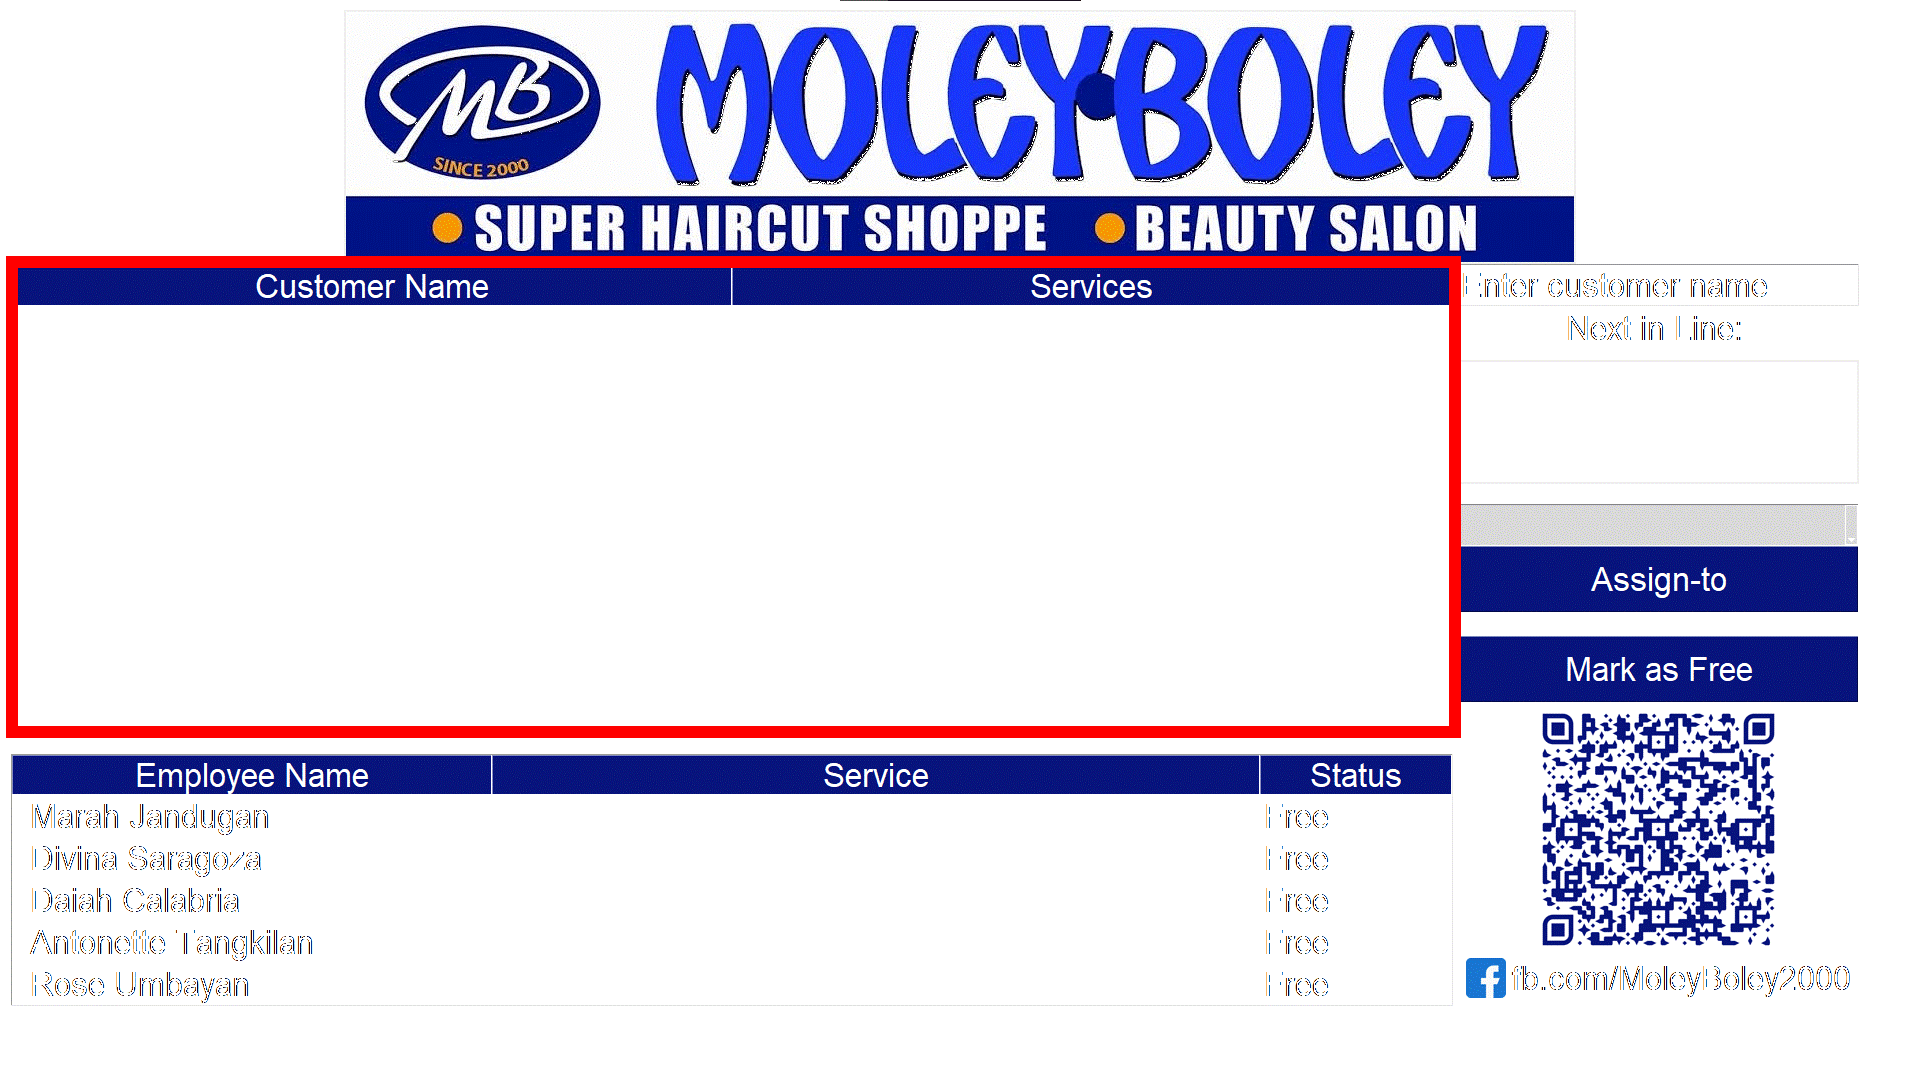 MB
SINCE 2000
MOLEYBOLEY
SUPER HAIRCUT SHOPPE BEAUTY SALON
Customer Name Services
Enter customer name
Next in Line:
Assign-to
Mark as Free
Employee Name Service Status
Marah Jandugan Free
Divina Saragoza Free
Daiah Calabria Free
Antonette Tangkilan Free
Rose Umbayan Free
fb.com/MoleyBoley2000